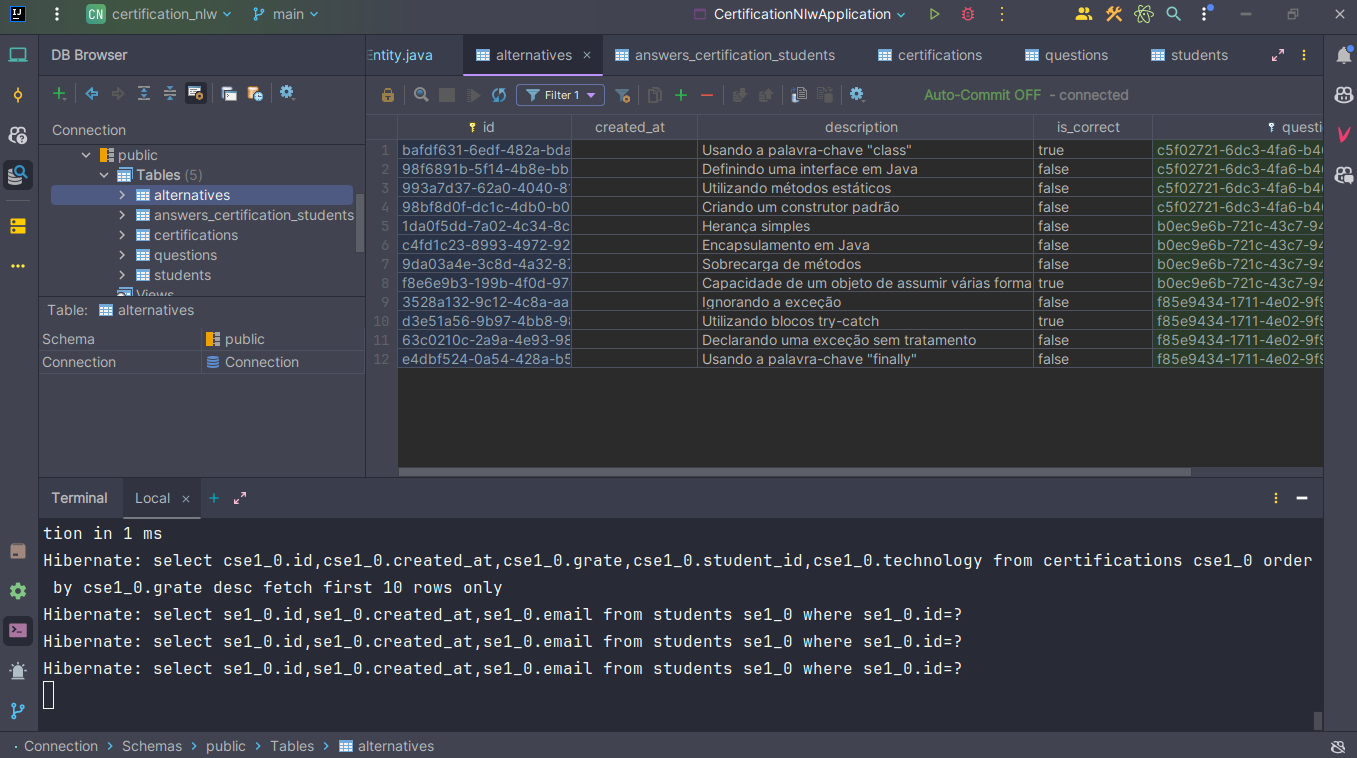 IJ CN certification_nlw main CertificationNlwApplication
DB Browser
Entity.java alternatives answers_certification_students certifications questions students
Filter 1 Auto-Commit OFF - connected
Connection
public
Tables (5)
alternatives
answers_certification_students
certifications
questions
students
Views
Table: alternatives
Schema public
Connection Connection
id created_at description is_correct questi
1 bafdf631-6edf-482a-bda Usando a palavra-chave "class" true c5f02721-6dc3-4fa6-b4
2 98f6891b-5f14-4b8e-bb Definindo uma interface em Java false c5f02721-6dc3-4fa6-b4
3 993a7d37-62a0-4040-8 Utilizando métodos estáticos false c5f02721-6dc3-4fa6-b4
4 98bf8d0f-dc1c-4db0-b0 Criando um construtor padrão false c5f02721-6dc3-4fa6-b4
5 1da0f5dd-7a02-4c34-8c Herança simples false b0ec9e6b-721c-43c7-94
6 c4fd1c23-8993-4972-92 Encapsulamento em Java false b0ec9e6b-721c-43c7-94
7 9da03a4e-3c8d-4a32-87 Sobrecarga de métodos false b0ec9e6b-721c-43c7-94
8 f8e6e9b3-199b-4f0d-97 Capacidade de um objeto de assumir várias forma true b0ec9e6b-721c-43c7-94
9 3528a132-9c12-4c8a-aa Ignorando a exceção false f85e9434-1711-4e02-9f9
10 d3e51a56-9b97-4bb8-98 Utilizando blocos try-catch true f85e9434-1711-4e02-9f9
11 63c0210c-2a9a-4e93-98 Declarando uma exceção sem tratamento false f85e9434-1711-4e02-9f9
12 e4dbf524-0a54-428a-b5 Usando a palavra-chave "finally" false f85e9434-1711-4e02-9f9
Terminal Local
tion in 1 ms
Hibernate: select cse1_0.id,cse1_0.created_at,cse1_0.grate,cse1_0.student_id,cse1_0.technology from certifications cse1_0 order
by cse1_0.grate desc fetch first 10 rows only
Hibernate: select se1_0.id,se1_0.created_at,se1_0.email from students se1_0 where se1_0.id=?
Hibernate: select se1_0.id,se1_0.created_at,se1_0.email from students se1_0 where se1_0.id=?
Hibernate: select se1_0.id,se1_0.created_at,se1_0.email from students se1_0 where se1_0.id=?
Connection > Schemas > public > Tables > alternatives